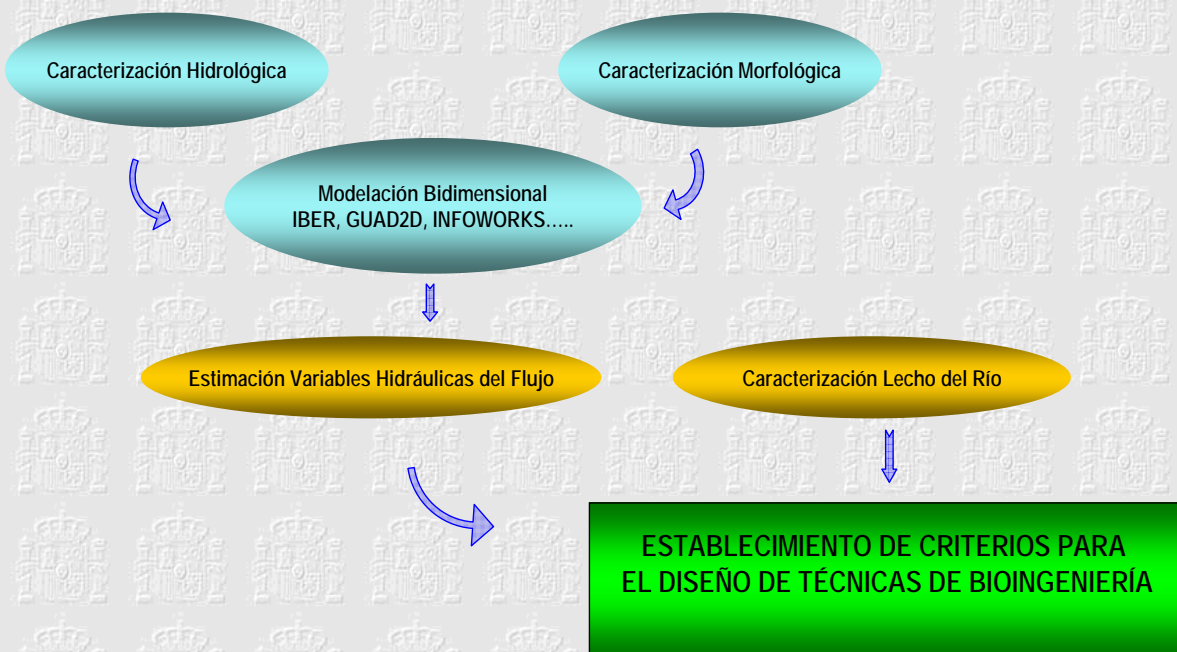 Caracterización Hidrológica
Caracterización Morfológica
Modelación Bidimensional
IBER, GUAD2D, INFOWORKS…..
Estimación Variables Hidráulicas del Flujo
Caracterización Lecho del Río
ESTABLECIMIENTO DE CRITERIOS PARA
EL DISEÑO DE TÉCNICAS DE BIOINGENIERÍA